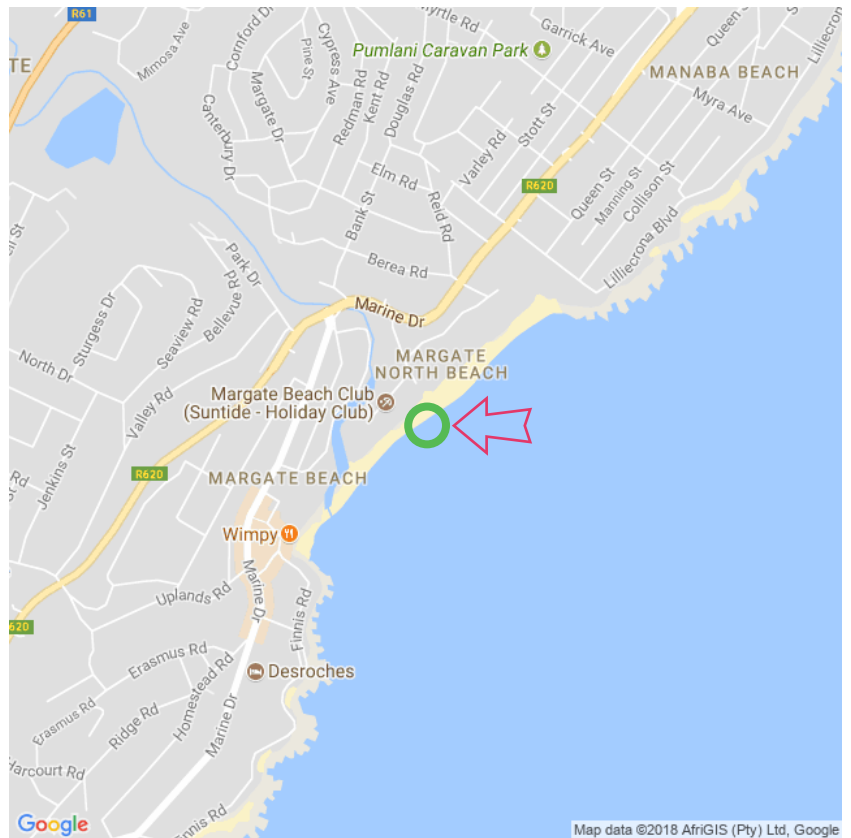 R61
Mimosa Ave
Cornford Dr
Pine St
Cypress Ave
Margate Dr
Redman Rd
Kent Rd
Douglas Rd
Myrtle Rd
Garrick Ave
Queen St
Lilliecrona Blvd
Pumlani Caravan Park
MANABA BEACH
TE
Canterbury Dr
Myra Ave
Stott St
Varley Rd
Elm Rd
R620
Queen St
Manning St
Collison St
Bank St
Reid Rd
Lilliecrona Blvd
Park Dr
Berea Rd
Bellevue Rd
Seaview Rd
Sturgess Dr
Marine Dr
North Dr
MARGATE
NORTH BEACH
Valley Rd
Margate Beach Club
(Suntide - Holiday Club)
Jenkins St
R620
MARGATE BEACH
Wimpy
Marine Dr
Uplands Rd
Finnis Rd
620
Erasmus Rd
Homestead Rd
Desroches
Erasmus Rd
Ridge Rd
Marine Dr
Harcourt Rd
Finnis Rd
Google
Map data ©2018 AfriGIS (Pty) Ltd, Google